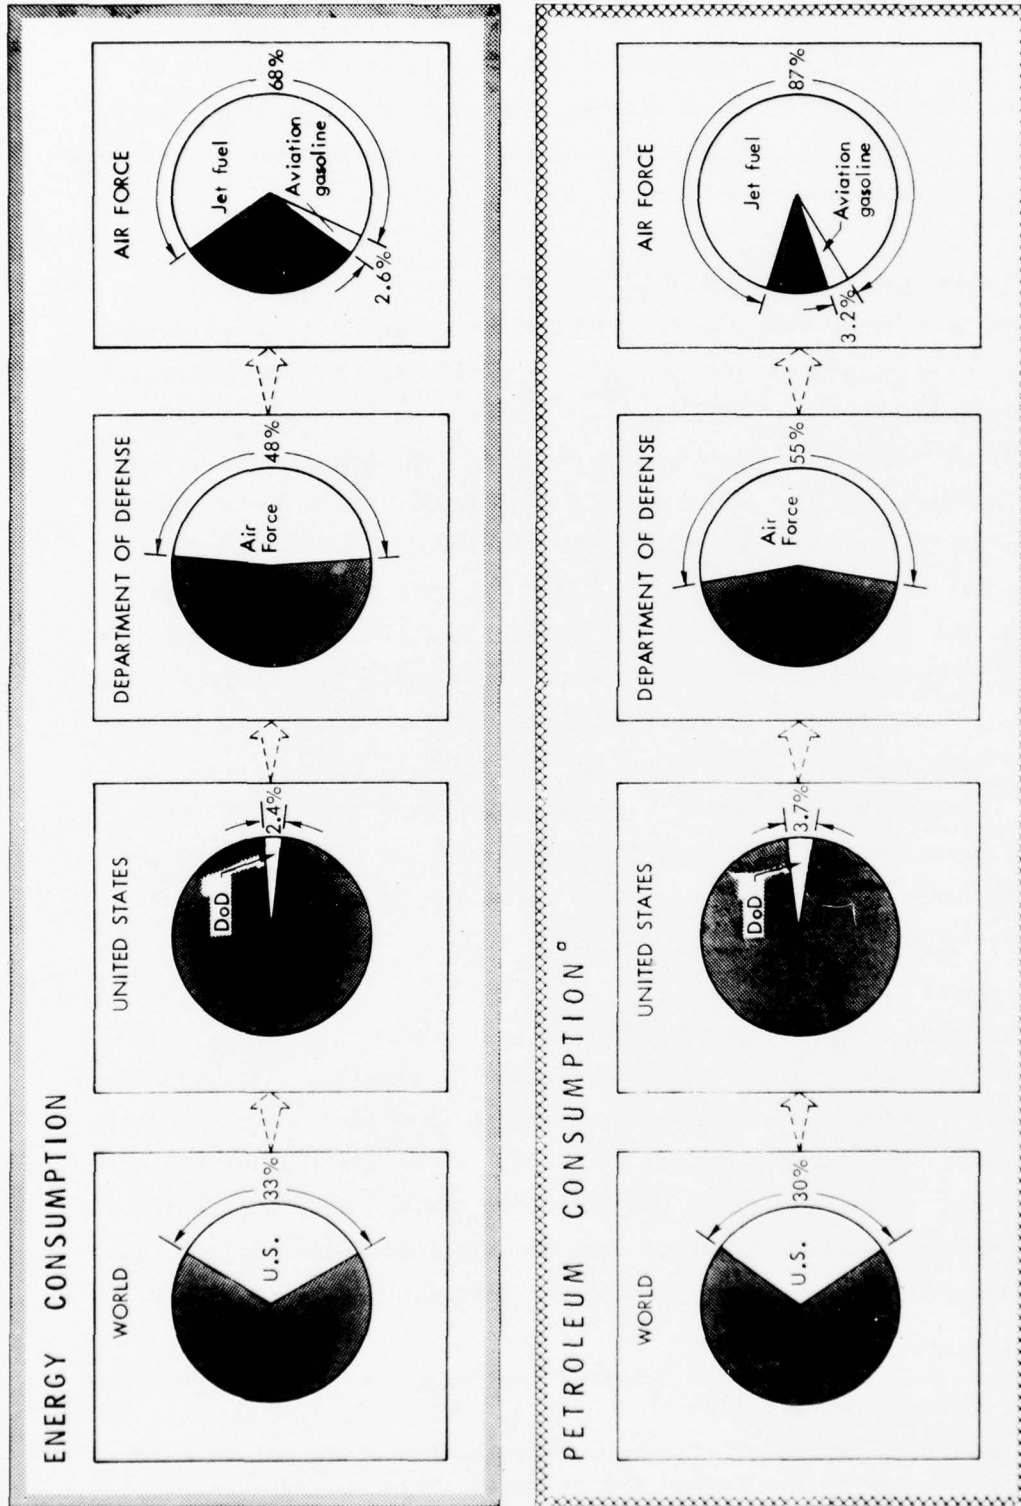 ENERGY CONSUMPTION
WORLD
U.S.
33%
UNITED STATES
DoD
2.4%
DEPARTMENT OF DEFENSE
Air
Force
48%
AIR FORCE
Jet fuel
Aviation
gasoline
68%
2.6%
PETROLEUM CONSUMPTION a
WORLD
U.S.
30%
UNITED STATES
DoD
3.7%
DEPARTMENT OF DEFENSE
Air
Force
55%
AIR FORCE
Jet fuel
Aviation
gasoline
87%
3.2%